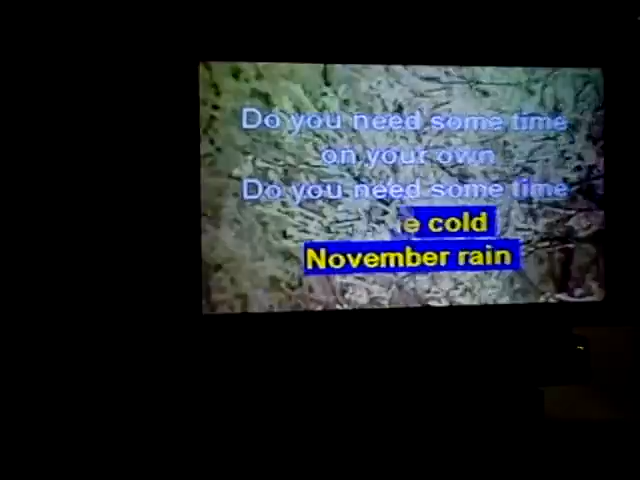 Do you need some time
on your own
Do you need some time
e cold
November rain